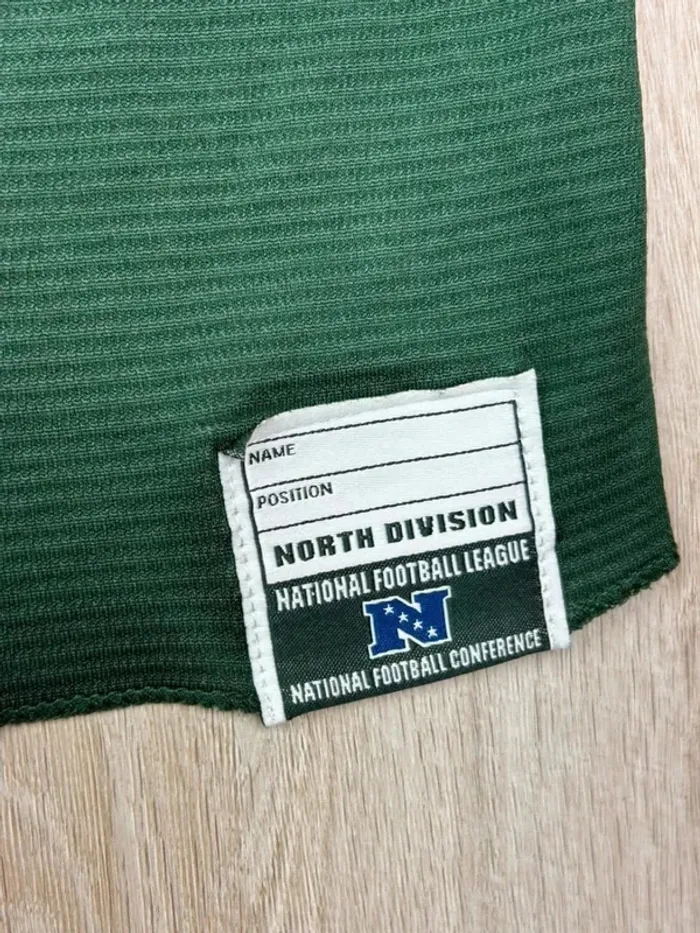 NAME
POSITION
NORTH DIVISION
NATIONAL FOOTBALL LEAGUE
N
NATIONAL FOOTBALL CONFERENCE